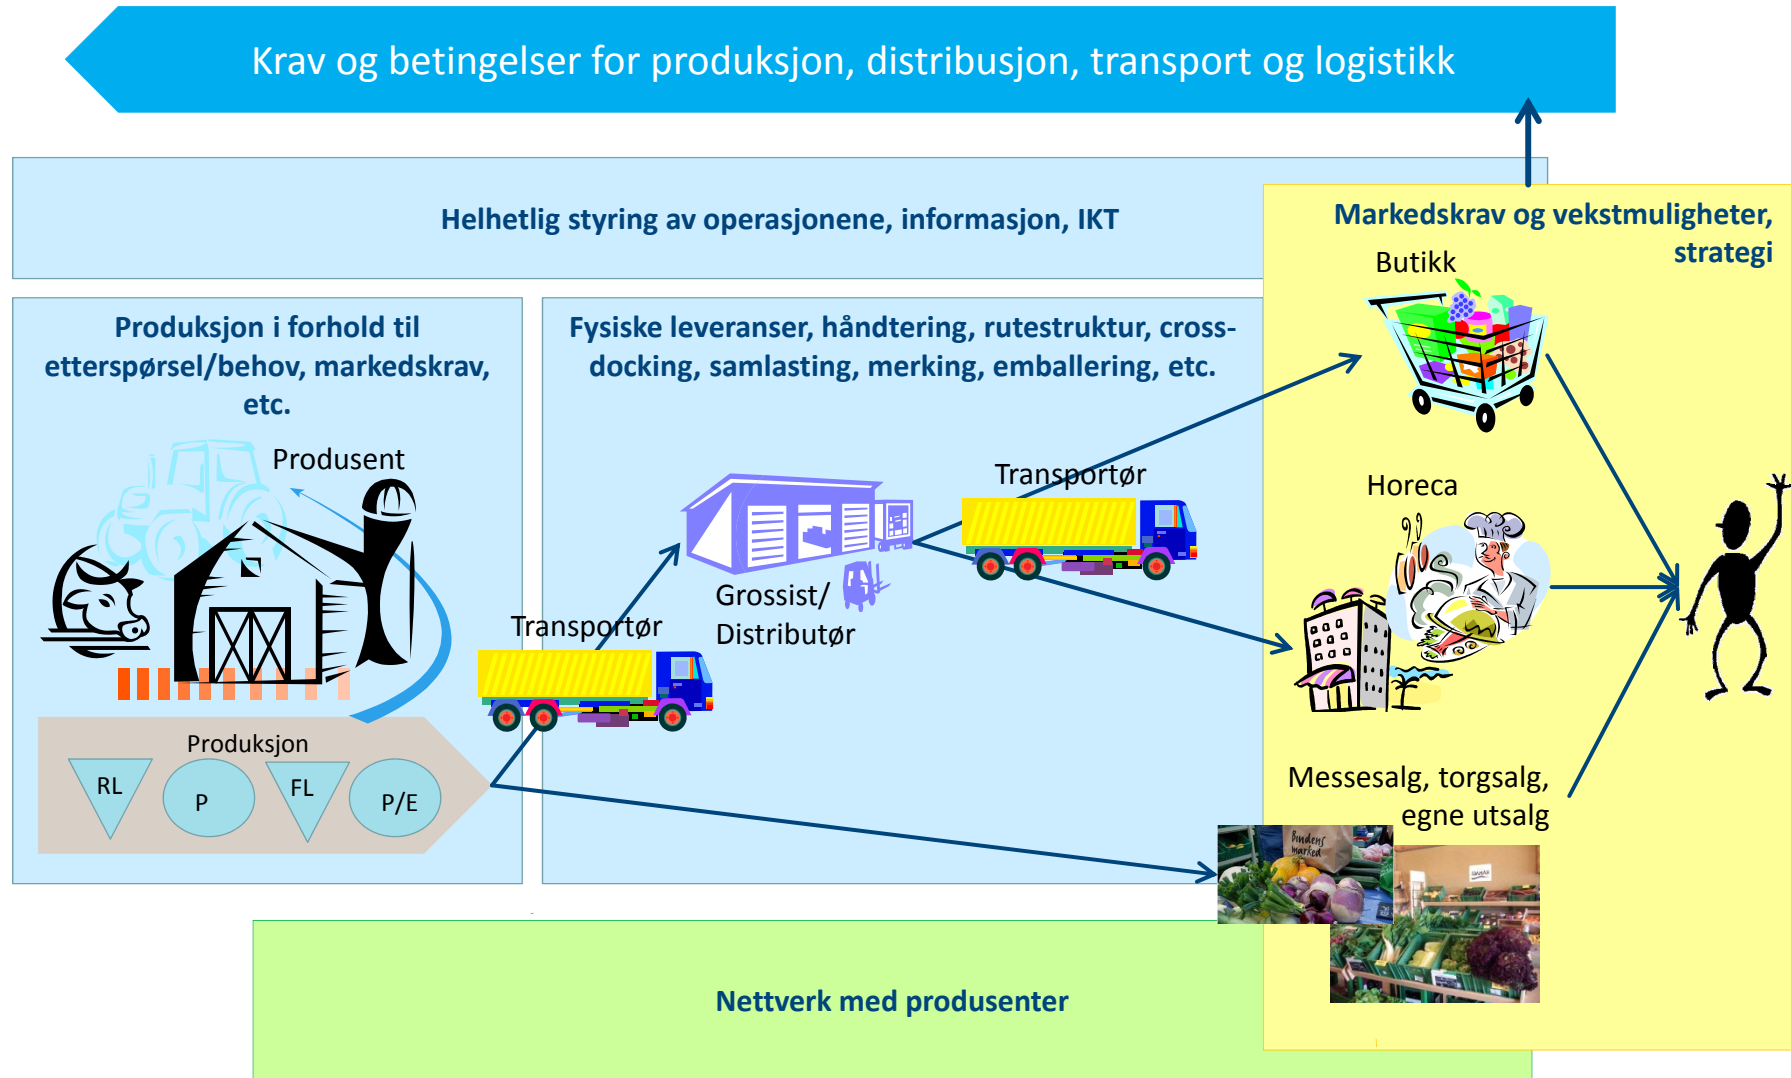 Krav og betingelser for produksjon, distribusjon, transport og logistikk
Helhetlig styring av operasjonene, informasjon, IKT
Markedskrav og vekstmuligheter,
strategi
Butikk
Produksjon i forhold til
etterspørsel/behov, markedskrav,
etc.
Fysiske leveranser, håndtering, rutestruktur, cross-
docking, samlasting, merking, emballering, etc.
Produsent
Transportør
Horeca
Grossist/
Distributør
Transportør
Produksjon
RL
P
FL
P/E
Messesalg, torgsalg,
egne utsalg
Bondens
marked
Nettverk med produsenter